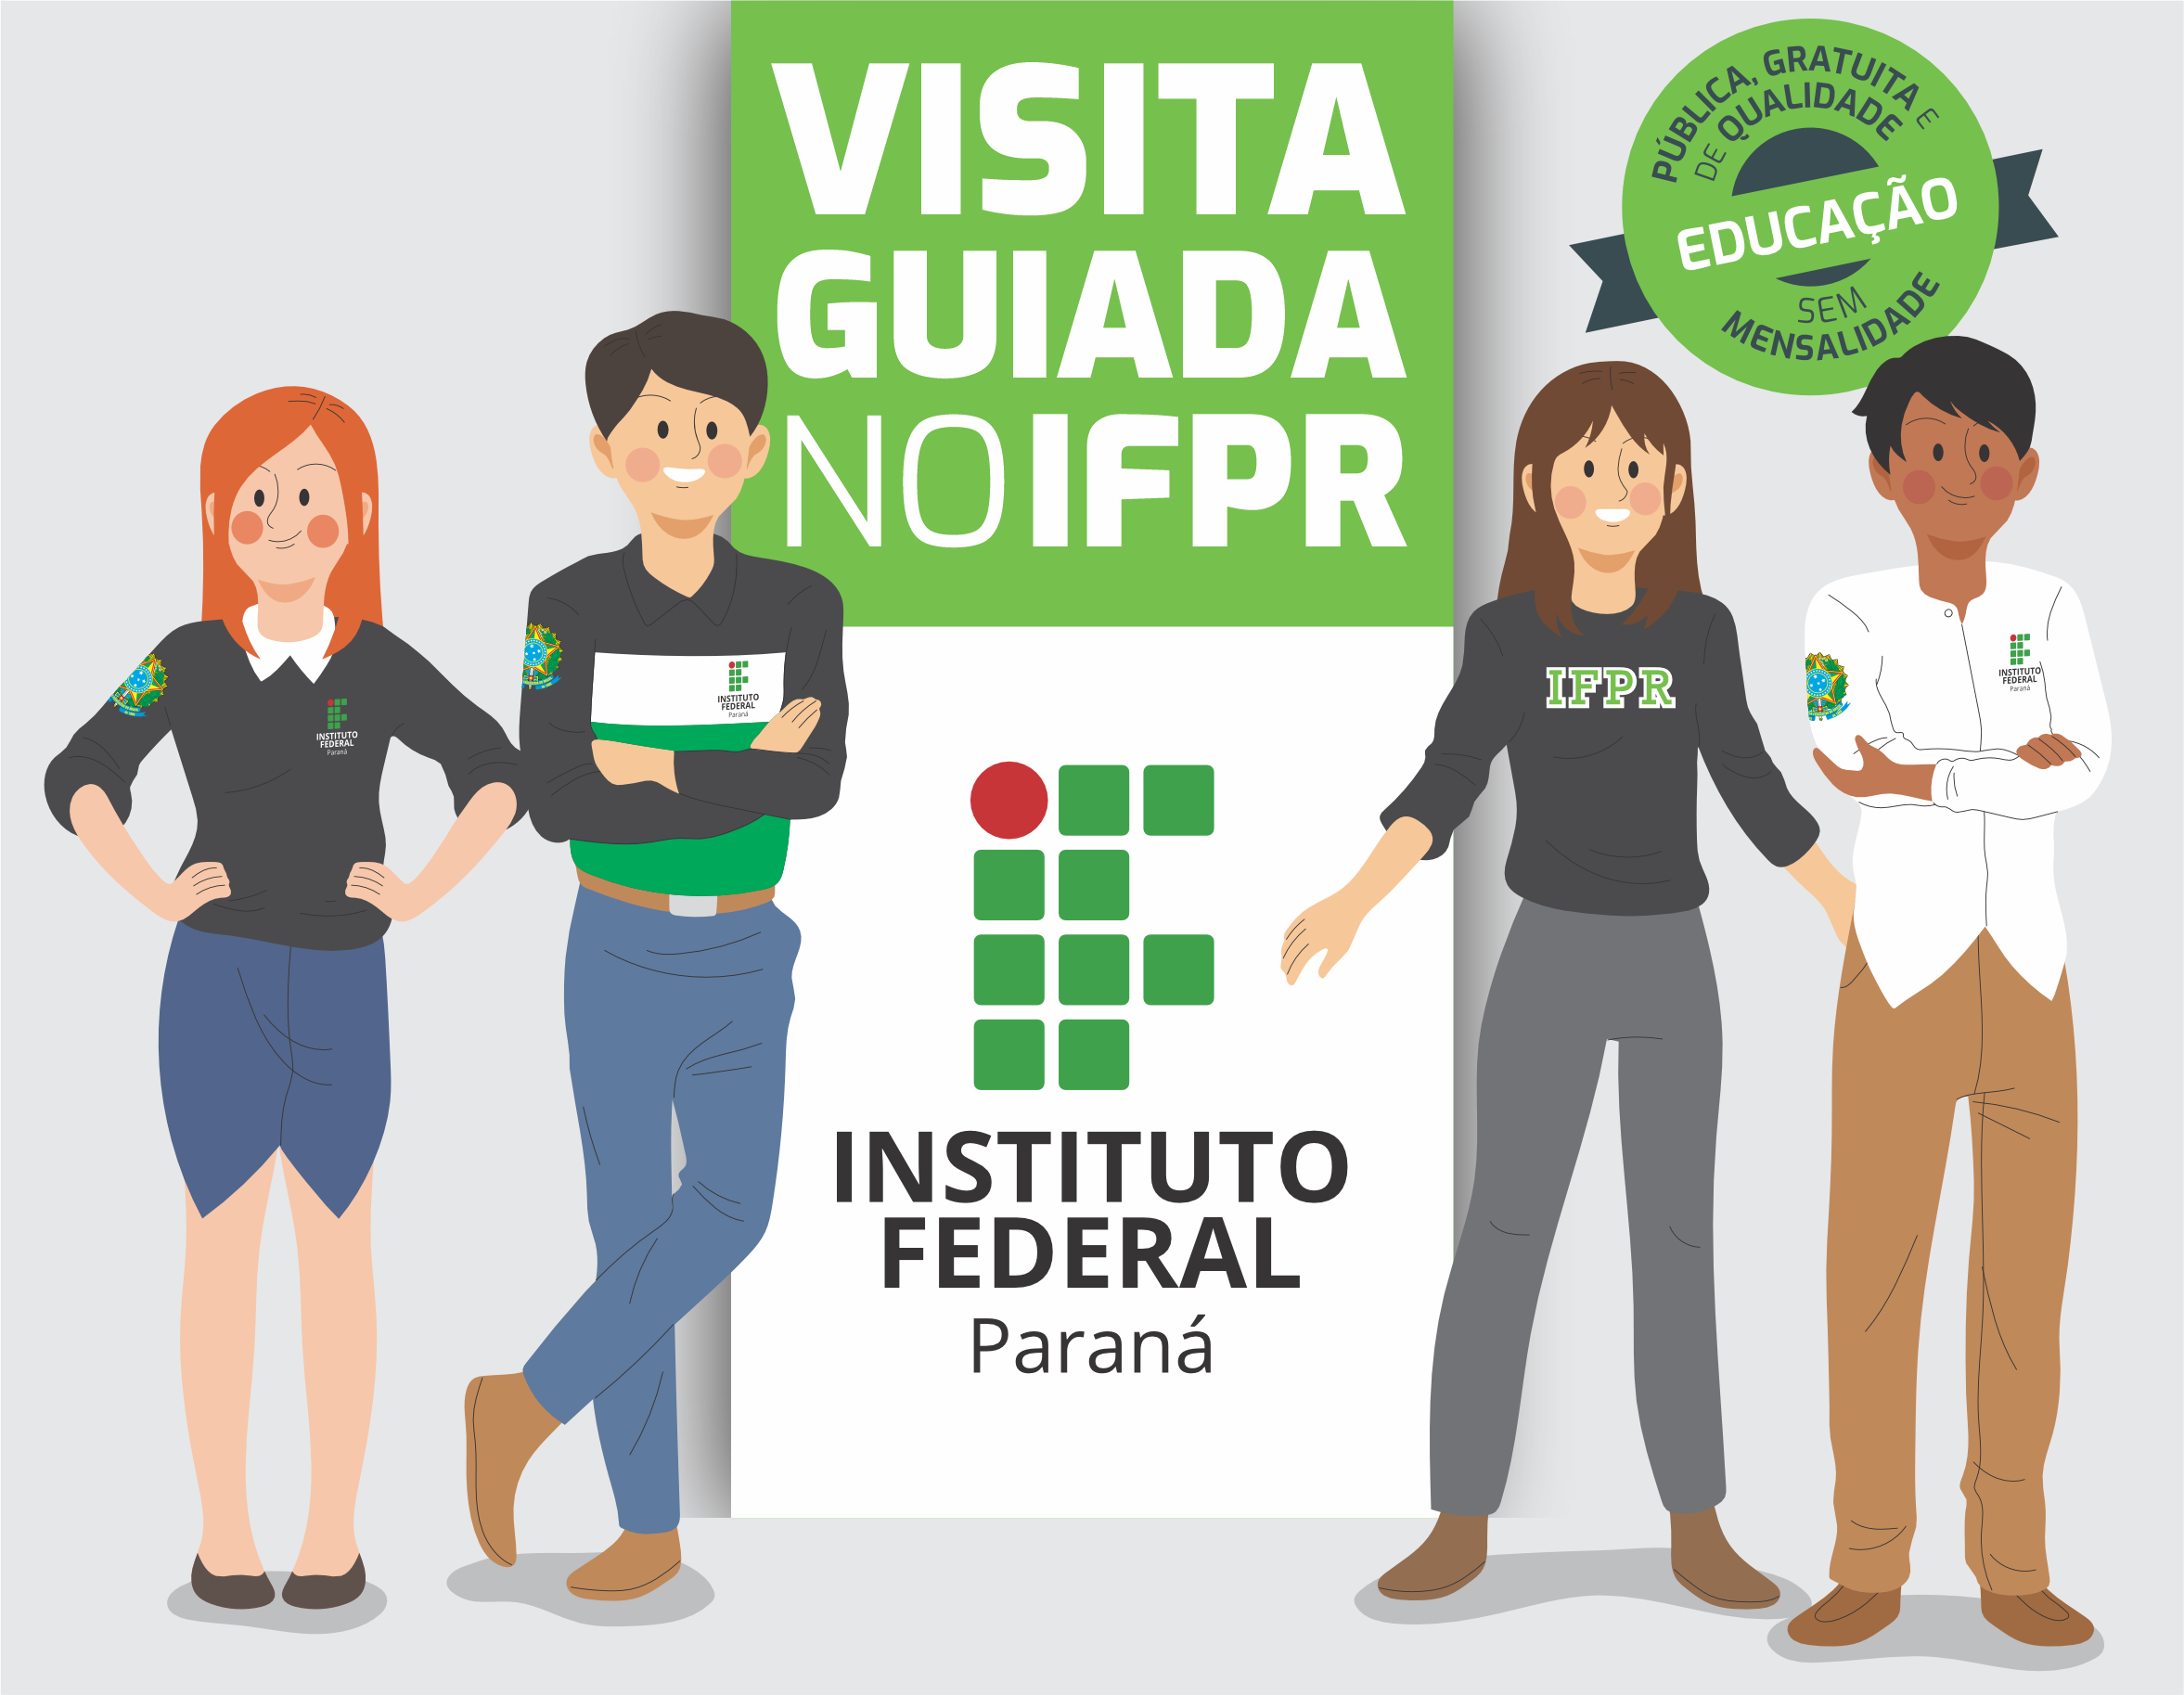 VISITA
GUIADA
NO IFPR
PÚBLICA, GRATUITA E
DE QUALIDADE
EDUCAÇÃO
SEM
MENSALIDADE
INSTITUTO
FEDERAL
Paraná
INSTITUTO
FEDERAL
Paraná
IFPR
INSTITUTO
FEDERAL
Paraná
INSTITUTO
FEDERAL
Paraná